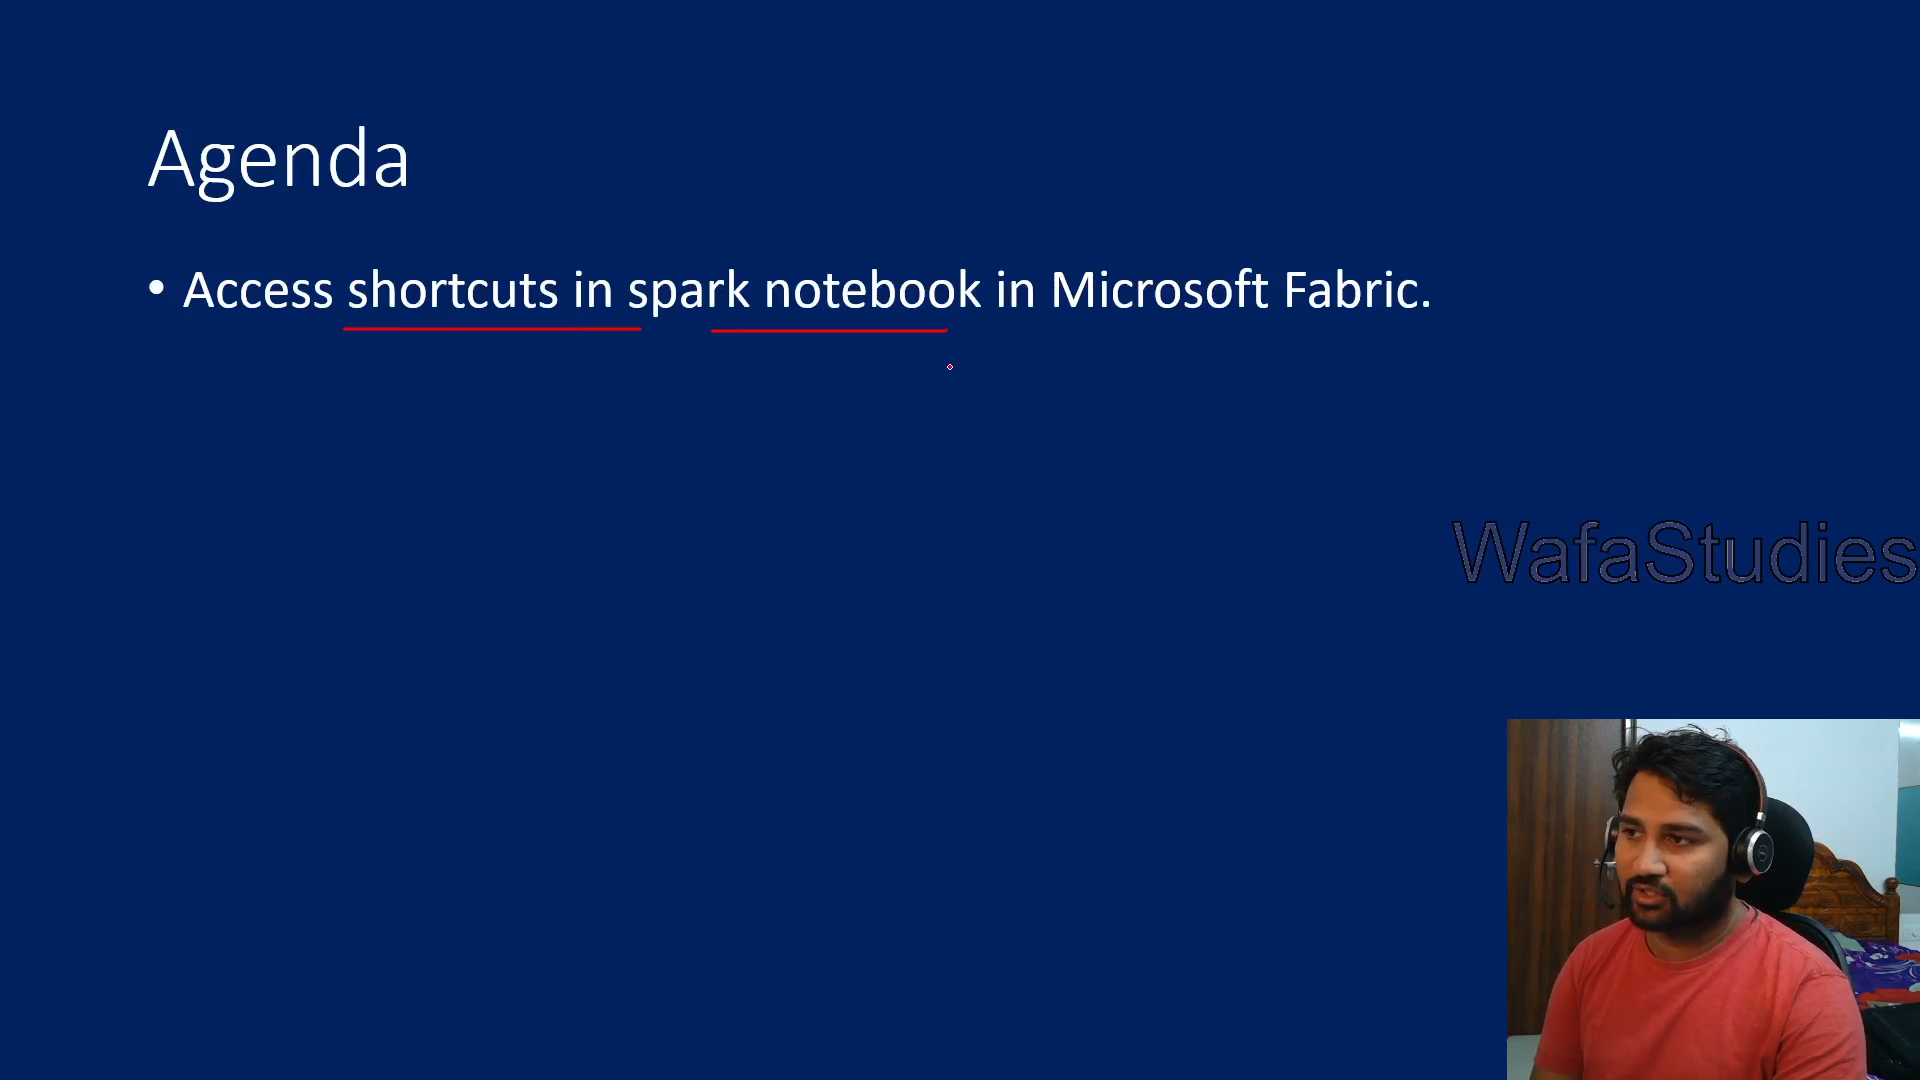 Agenda
• Access shortcuts in spark notebook in Microsoft Fabric.
WafaStudies